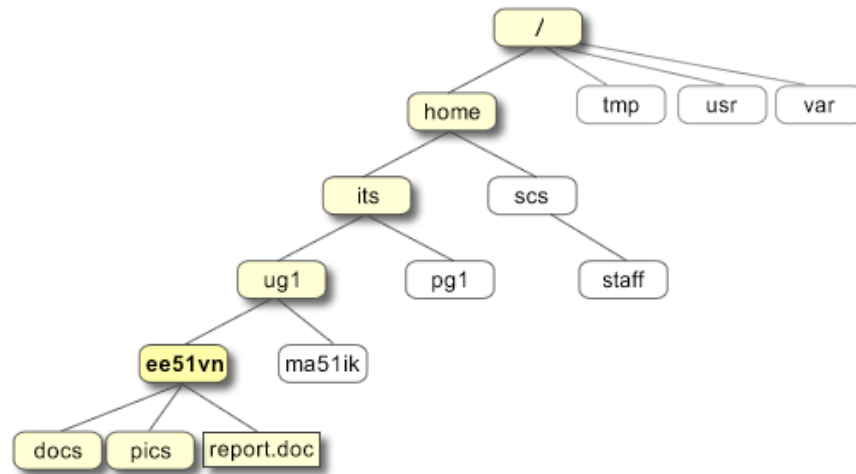 /
home
tmp
usr
var
its
scs
ug1
pg1
staff
ee51vn
ma51ik
docs
pics
report.doc